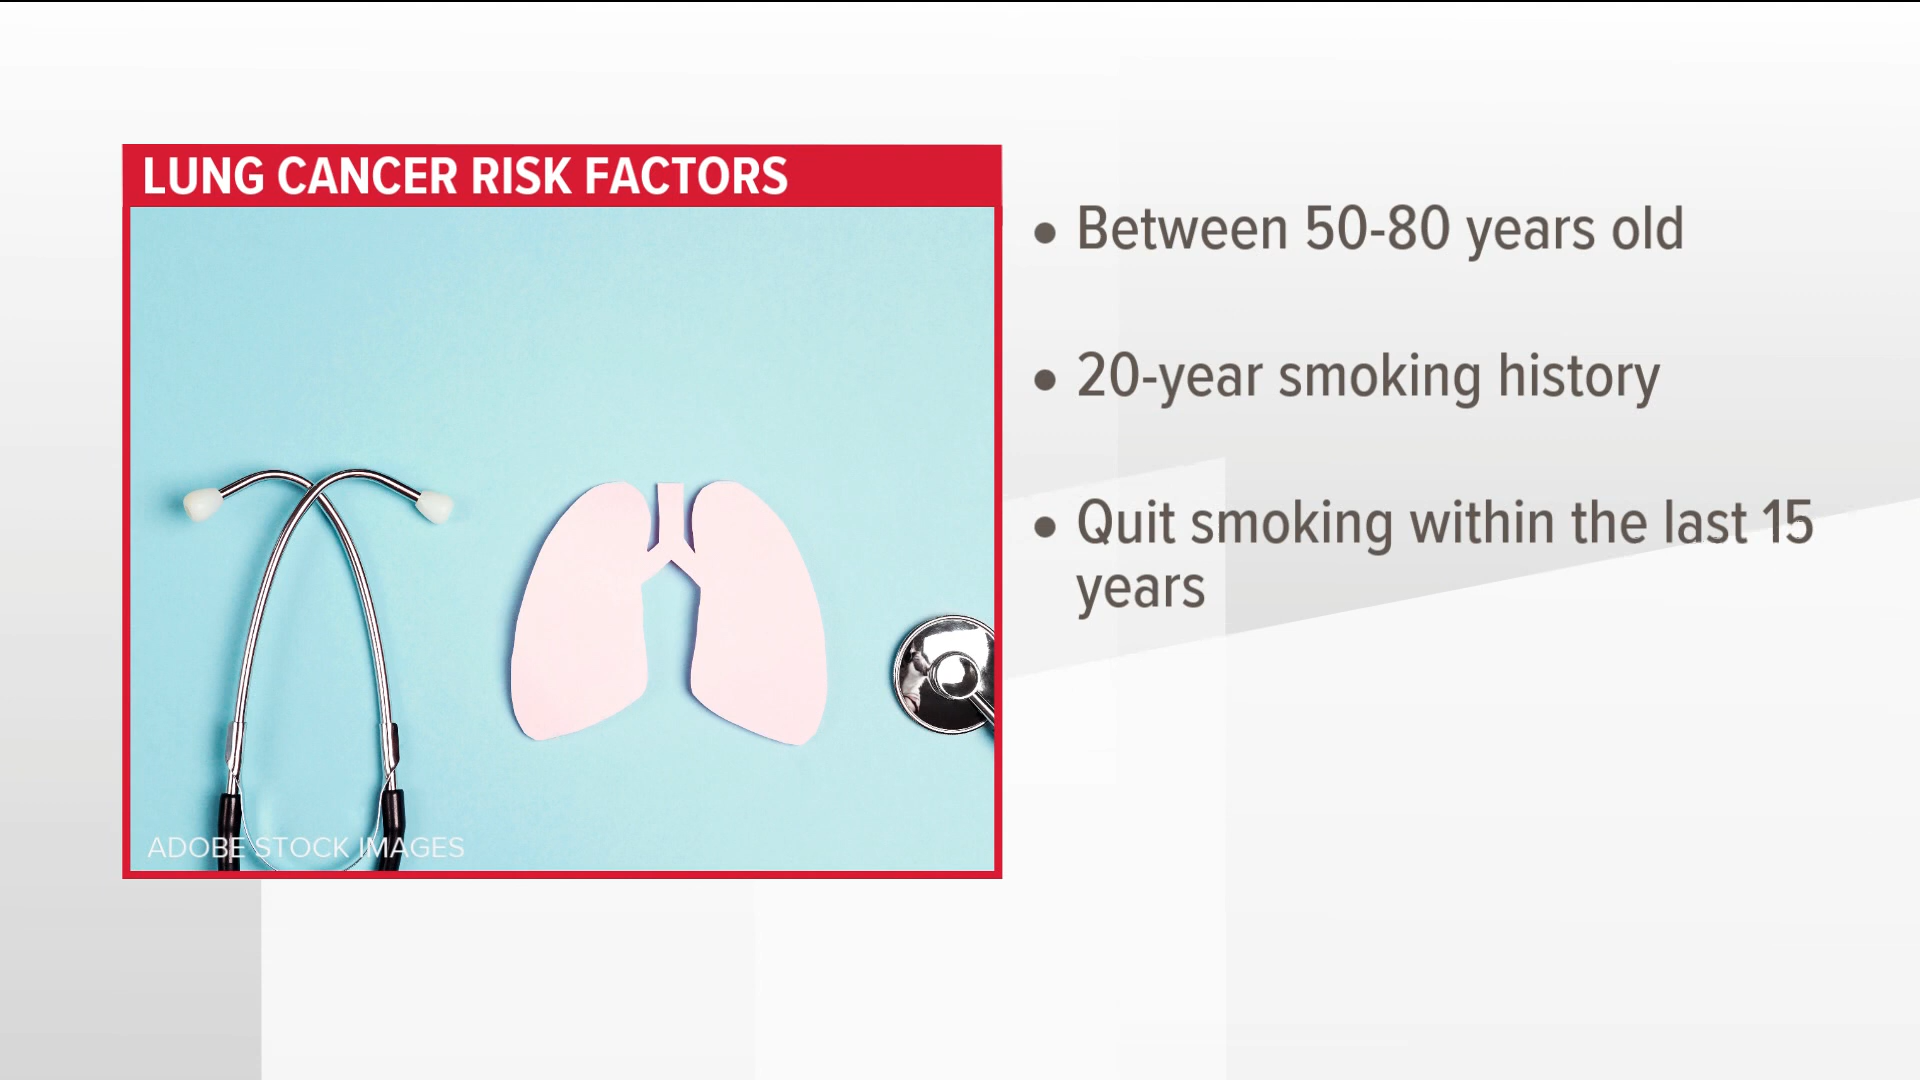 LUNG CANCER RISK FACTORS
• Between 50-80 years old
• 20-year smoking history
• Quit smoking within the last 15
years
ADOBE STOCK IMAGES